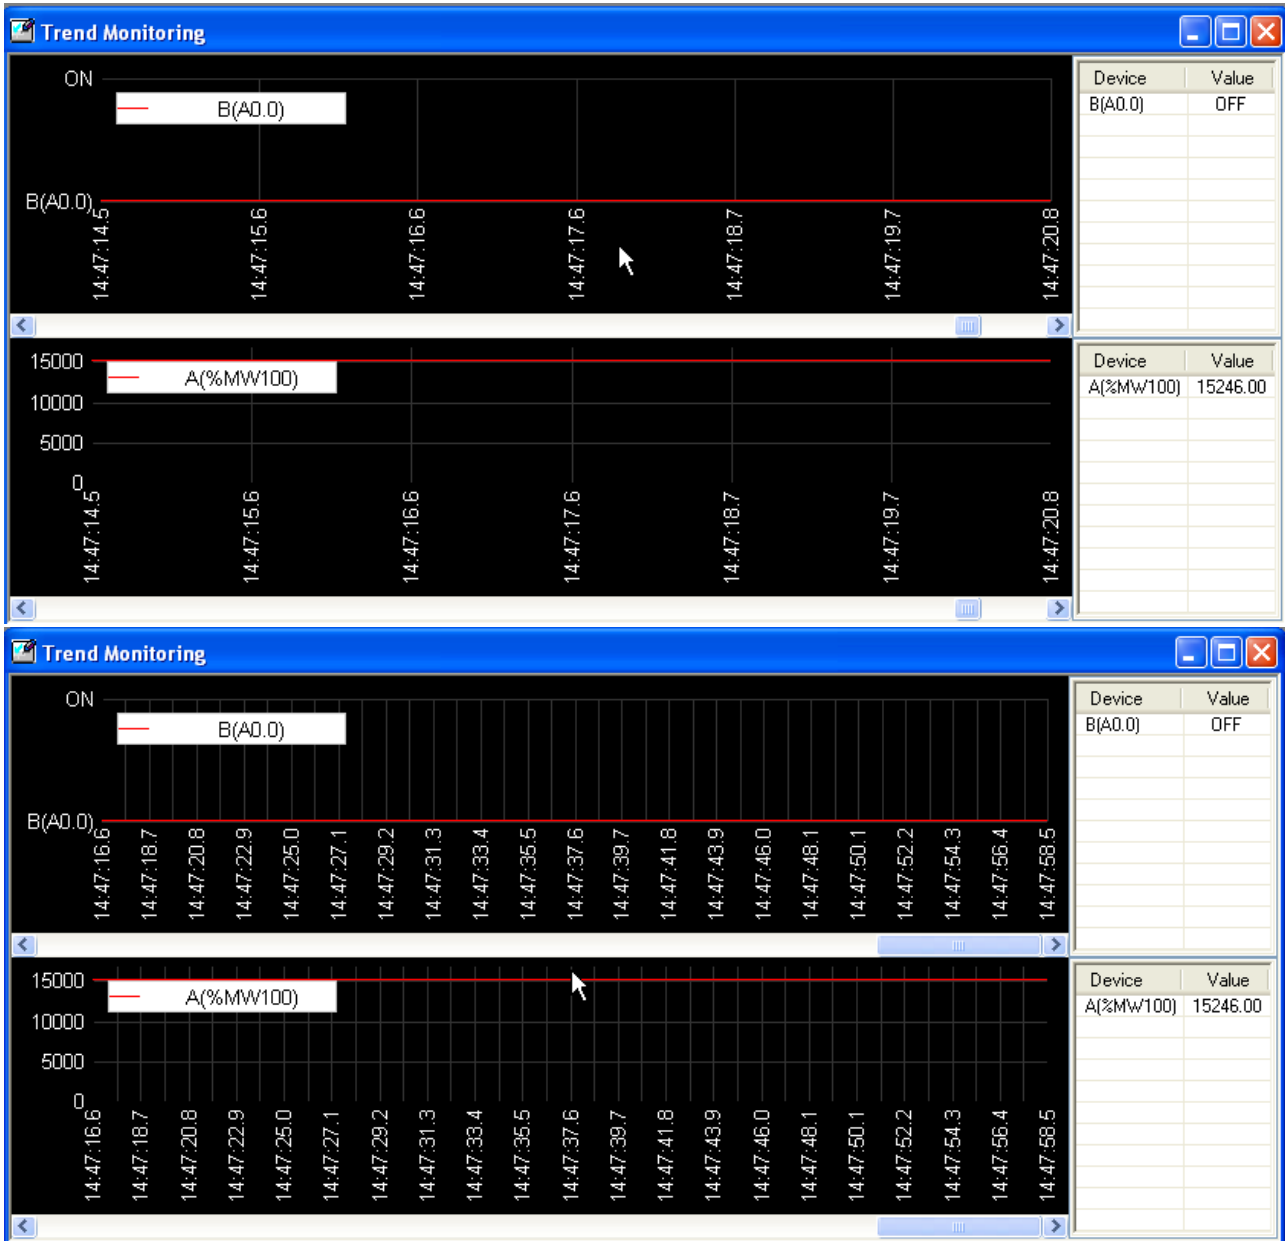 Trend Monitoring
ON
B(A0.0)
B(A0.0)
14:47:14.5 14:47:15.6 14:47:16.6 14:47:17.6 14:47:18.7 14:47:19.7 14:47:20.8
Device Value
B(A0.0) OFF
15000
A(%MW100)
10000
5000
0
14:47:14.5 14:47:15.6 14:47:16.6 14:47:17.6 14:47:18.7 14:47:19.7 14:47:20.8
Device Value
A(%MW100) 15246.00
Trend Monitoring
ON
B(A0.0)
B(A0.0)
14:47:16.6 14:47:18.7 14:47:20.8 14:47:22.9 14:47:25.0 14:47:27.1 14:47:29.2 14:47:31.3 14:47:33.4 14:47:35.5 14:47:37.6 14:47:39.7 14:47:41.8 14:47:43.9 14:47:46.0 14:47:48.1 14:47:50.1 14:47:52.2 14:47:54.3 14:47:56.4 14:47:58.5
Device Value
B(A0.0) OFF
15000
A(%MW100)
10000
5000
0
14:47:16.6 14:47:18.7 14:47:20.8 14:47:22.9 14:47:25.0 14:47:27.1 14:47:29.2 14:47:31.3 14:47:33.4 14:47:35.5 14:47:37.6 14:47:39.7 14:47:41.8 14:47:43.9 14:47:46.0 14:47:48.1 14:47:50.1 14:47:52.2 14:47:54.3 14:47:56.4 14:47:58.5
Device Value
A(%MW100) 15246.00